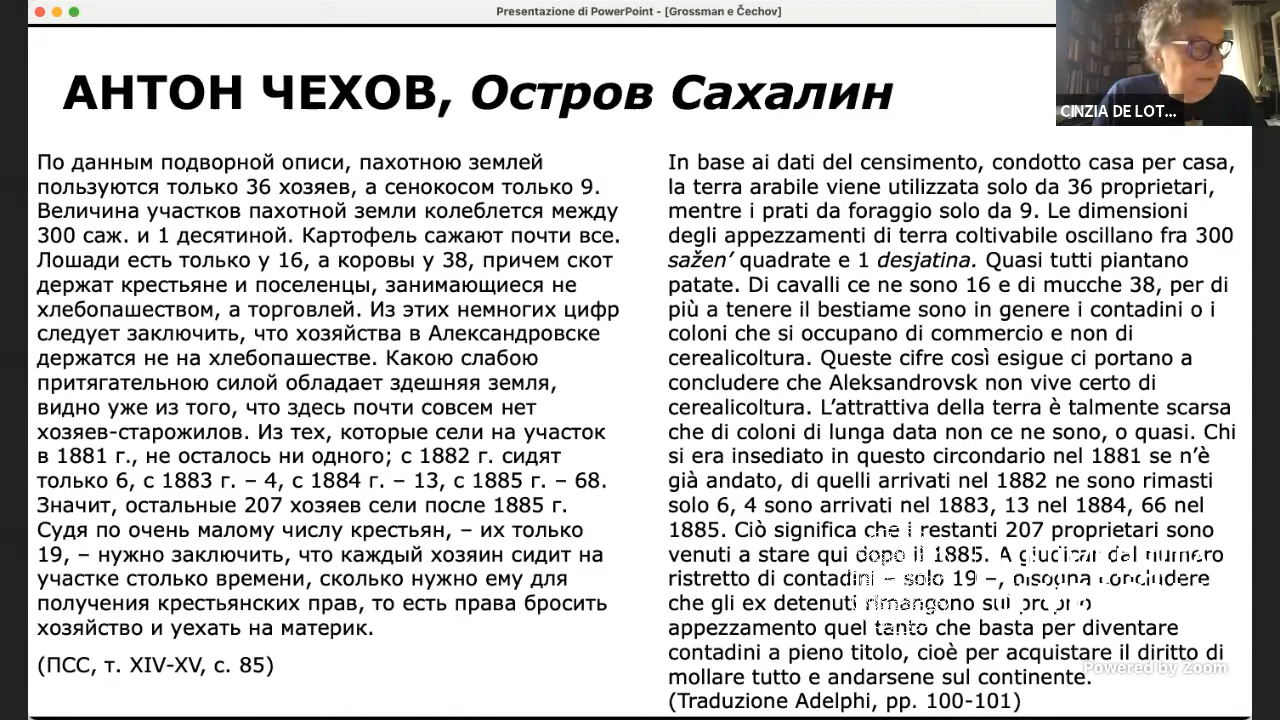 Presentazione di PowerPoint - [Grossman e Čechov]
CINZIA DE LOT...
АНТОН ЧЕХОВ, Остров Сахалин
По данным подворной описи, пахотною землей
пользуются только 36 хозяев, а сенокосом только 9.
Величина участков пахотной земли колеблется между
300 саж. и 1 десятиной. Картофель сажают почти все.
Лошади есть только у 16, а коровы у 38, причем скот
держат крестьяне и поселенцы, занимающиеся не
хлебопашеством, а торговлей. Из этих немногих цифр
следует заключить, что хозяйства в Александровске
держатся не на хлебопашестве. Какою слабою
притягательною силой обладает здешняя земля,
видно уже из того, что здесь почти совсем нет
хозяев-старожилов. Из тех, которые сели на участок
в 1881 г., не осталось ни одного; с 1882 г. сидят
только 6, с 1883 г. – 4, с 1884 г. – 13, с 1885 г. – 68.
Значит, остальные 207 хозяев сели после 1885 г.
Судя по очень малому числу крестьян, – их только
19, – нужно заключить, что каждый хозяин сидит на
участке столько времени, сколько нужно ему для
получения крестьянских прав, то есть права бросить
хозяйство и уехать на материк.
(ПСС, т. XIV-XV, с. 85)
In base ai dati del censimento, condotto casa per casa,
la terra arabile viene utilizzata solo da 36 proprietari,
mentre i prati da foraggio solo da 9. Le dimensioni
degli appezzamenti di terra coltivabile oscillano fra 300
sažen’ quadrate e 1 desjatina. Quasi tutti piantano
patate. Di cavalli ce ne sono 16 e di mucche 38, per di
più a tenere il bestiame sono in genere i contadini o i
coloni che si occupano di commercio e non di
cerealicoltura. Queste cifre così esigue ci portano a
concludere che Aleksandrovsk non vive certo di
cerealicoltura. L’attrattiva della terra è talmente scarsa
che di coloni di lunga data non ce ne sono, o quasi. Chi
si era insediato in questo circondario nel 1881 se n’è
già andato, di quelli arrivati nel 1882 ne sono rimasti
solo 6, 4 sono arrivati nel 1883, 13 nel 1884, 66 nel
1885. Ciò significa che i restanti 207 proprietari sono
venuti a stare qui dopo il 1885. A giudicare dal numero
ristretto di contadini – solo 19 –, bisogna concludere
che gli ex detenuti rimangono sul proprio
appezzamento quel tanto che basta per diventare
contadini a pieno titolo, cioè per acquistare il diritto di
mollare tutto e andarsene sul continente.
(Traduzione Adelphi, pp. 100-101)
Powered by Zoom